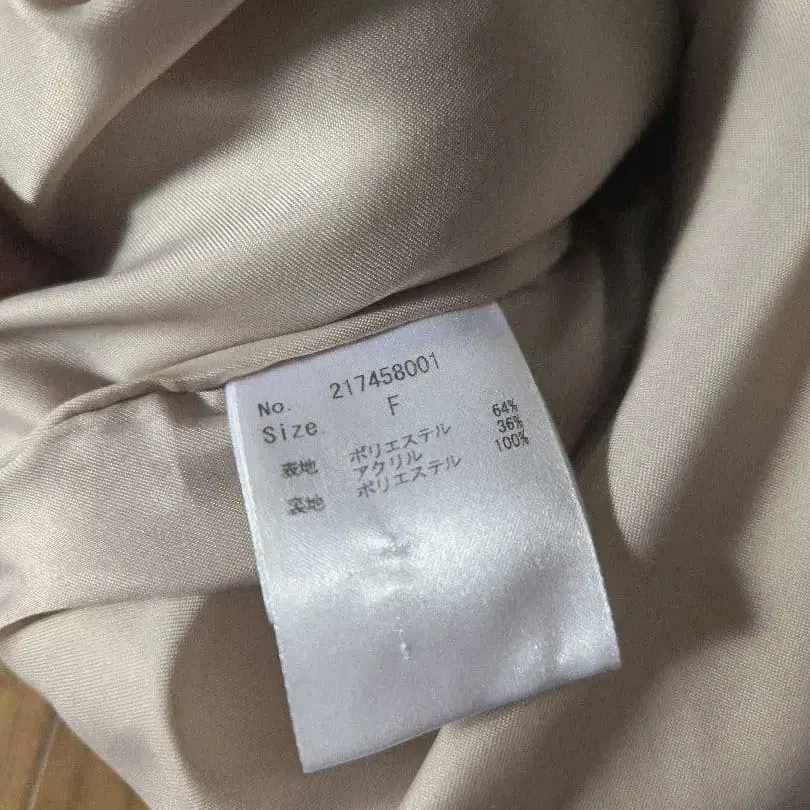 No. 217458001
Size. F
表地 ポリエステル 64%
アクリル 36%
裏地 ポリエステル 100%